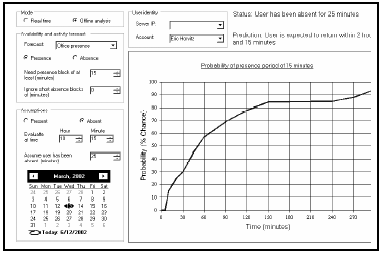 Mode
Real time
Offline analysis
User identity
Server IP:
Account
Eric Horvitz
Status: User has been absent for 25 minutes
Prediction: User is expected to return within 2 hou
and 15 minutes
Availability and activity forecast
Forecast
Office presence
Presence
Absence
Need presence block of at
least (minutes)
15
Ignore short absence blocks
of (minutes)
0
Assumptions
Present
Absent
Evaluate
at time
Hour
10
Minute
15
Assume user has been
absent (minutes)
25
March, 2002
Sun Mon Tue Wed Thu Fri Sat
24 25 26 27 28 1 2
3 4 5 6 7 8 9
10 11 12 14 15 16
17 18 19 20 21 22 23
24 25 26 27 28 29 30
31 1 2 3 4 5 6
Today: 6/12/2002
Probability of presence period of 15 minutes
Probability (% Chance)
100
90
80
70
60
50
40
30
20
10
0
0 30 60 90 120 150 180 210 240 270
Time (minutes)